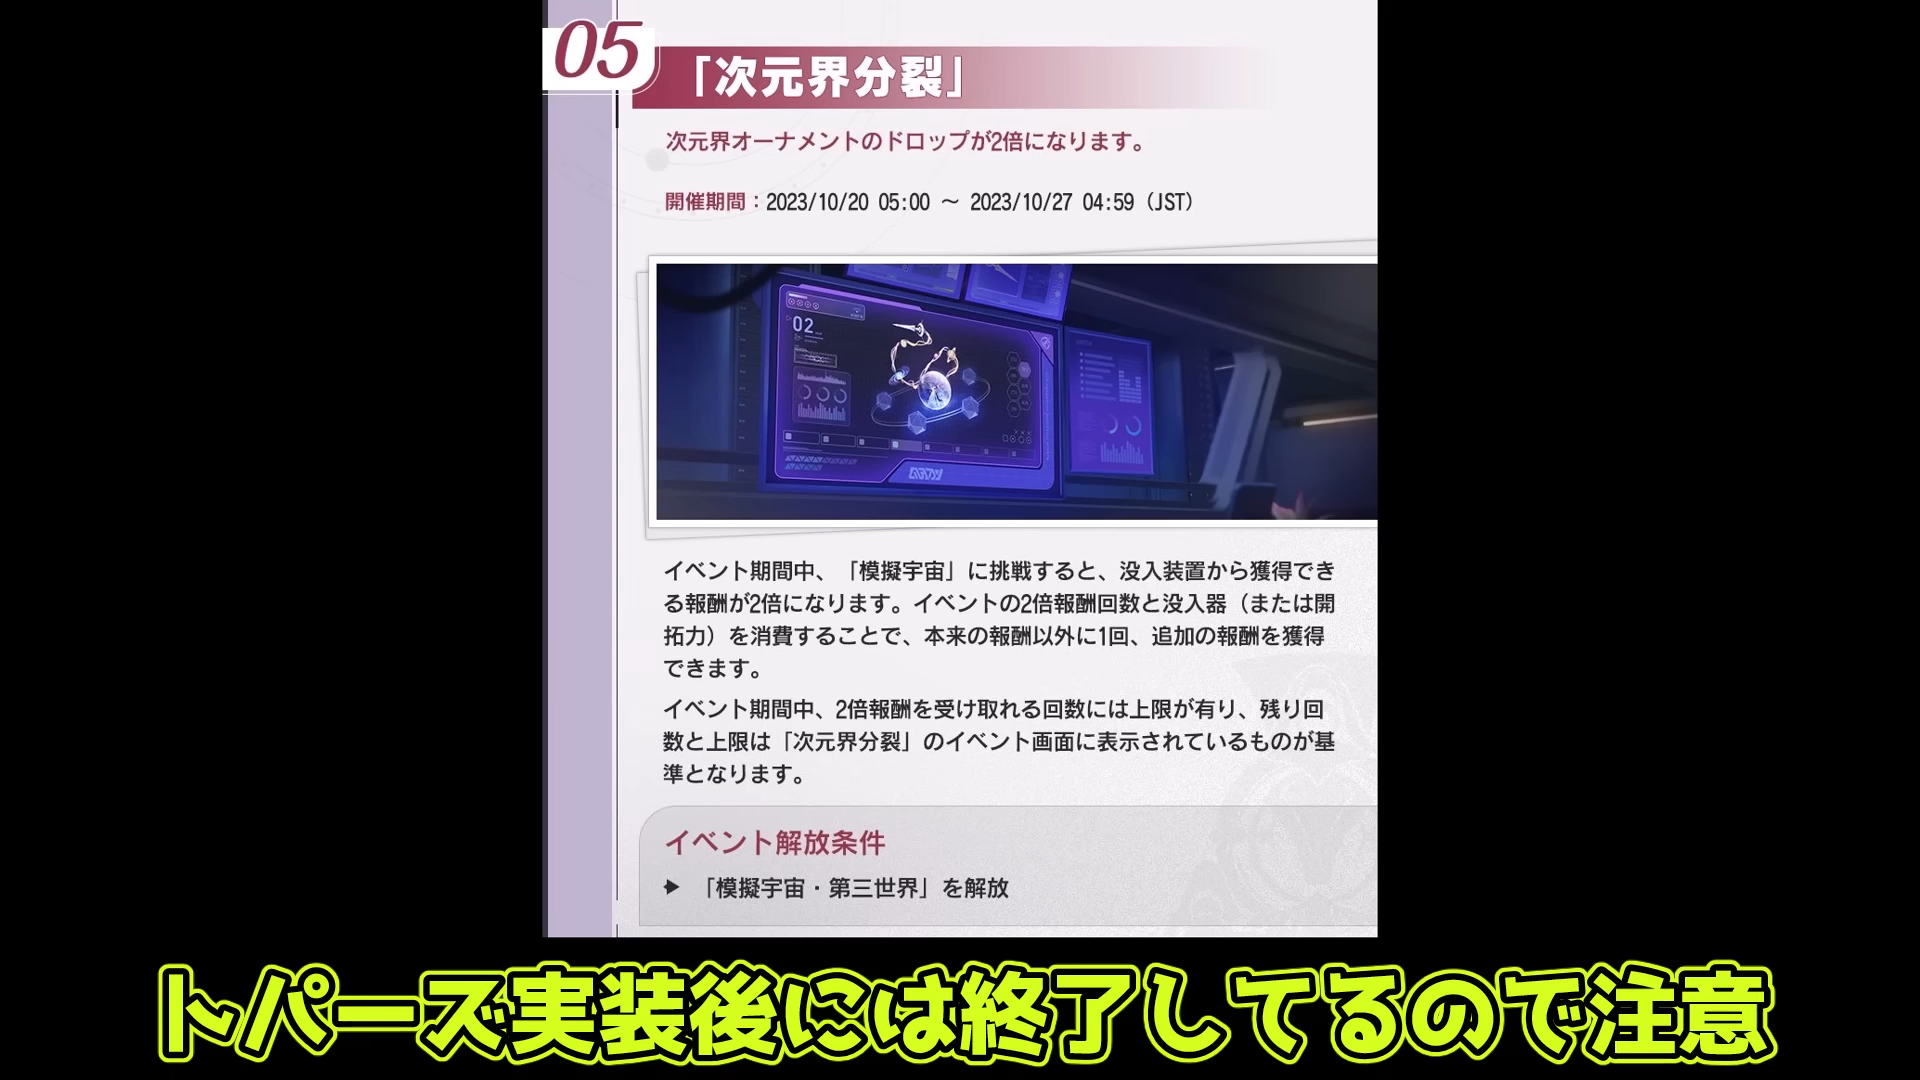 05
「次元界分裂」
次元界オーナメントのドロップが2倍になります。
開催期間：2023/10/20 05:00 ～ 2023/10/27 04:59（JST）
02
イベント期間中、「模擬宇宙」に挑戦すると、没入装置から獲得でき
る報酬が2倍になります。イベントの2倍報酬回数と没入器（または開
拓力）を消費することで、本来の報酬以外に1回、追加の報酬を獲得
できます。
イベント期間中、2倍報酬を受け取れる回数には上限が有り、残り回
数と上限は「次元界分裂」のイベント画面に表示されているものが基
準となります。
イベント解放条件
▶ 「模擬宇宙・第三世界」を解放
トパーズ実装後には終了してるので注意